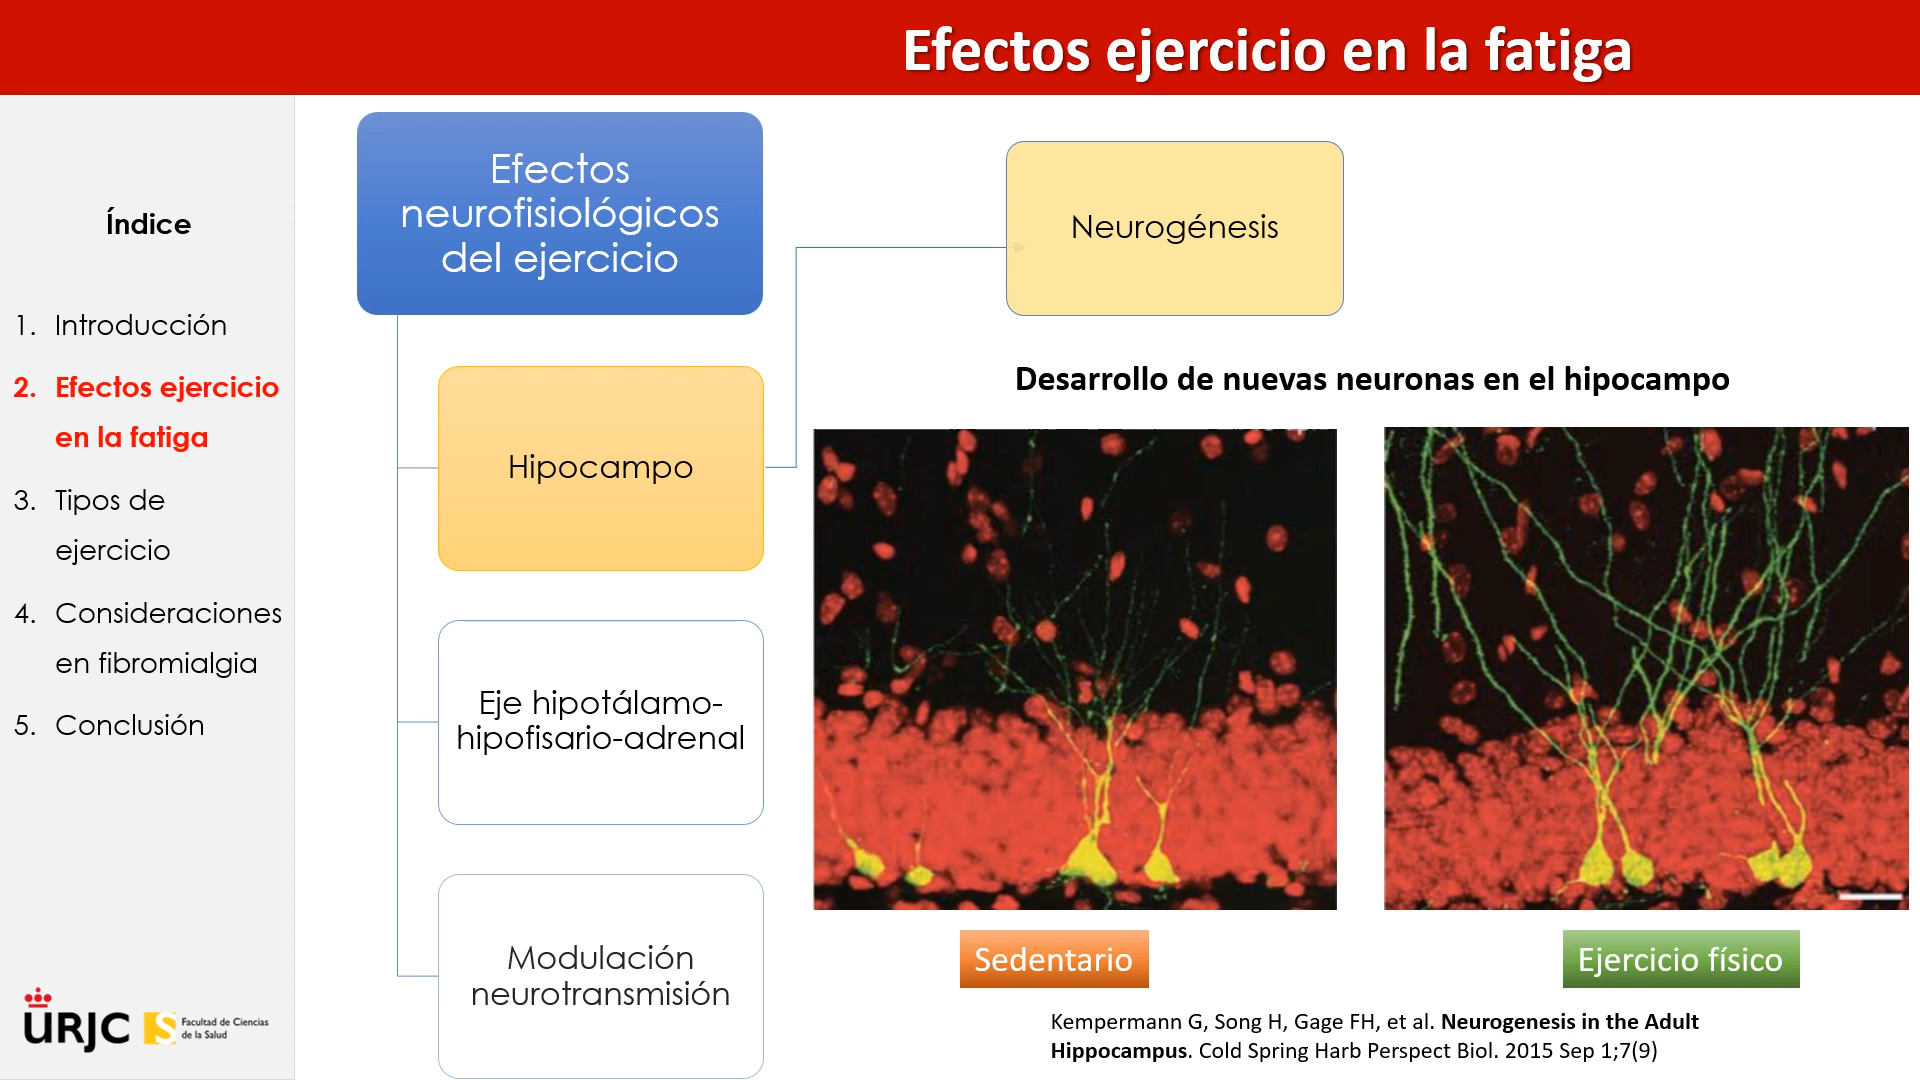 Efectos ejercicio en la fatiga
Índice
1. Introducción
2. Efectos ejercicio
en la fatiga
3. Tipos de
ejercicio
4. Consideraciones
en fibromialgia
5. Conclusión
URJC
S
Facultad de Ciencias
de la Salud
Efectos
neurofisiológicos
del ejercicio
Hipocampo
Eje hipotálamo-
hipofisario-adrenal
Modulación
neurotransmisión
Neurogénesis
Desarrollo de nuevas neuronas en el hipocampo
Sedentario
Ejercicio físico
Kempermann G, Song H, Gage FH, et al. Neurogenesis in the Adult
Hippocampus. Cold Spring Harb Perspect Biol. 2015 Sep 1;7(9)